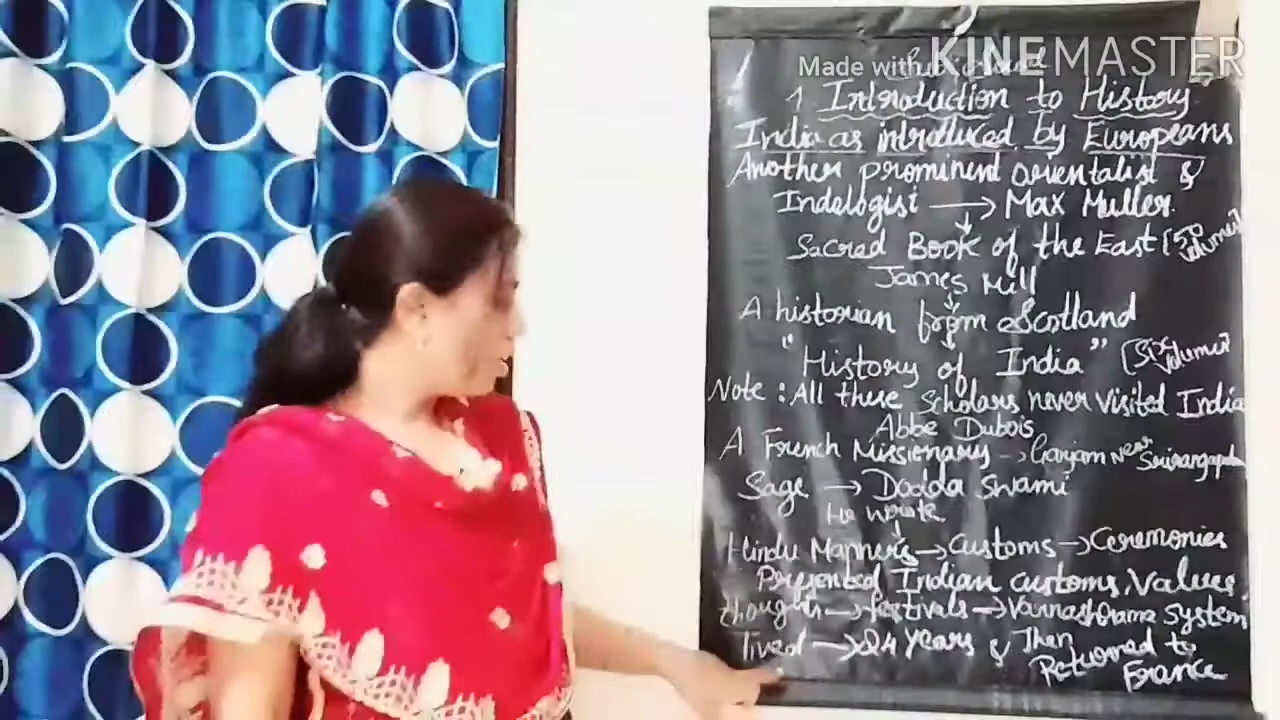 Made with KINEMASTER
1 Introduction to History
India as introduced by Europeans
Another prominent orientalist &
Indologist → Max Muller.
Sacred Book of the East [50 volumes]
James Mill
A historian from Scotland
"History of India" [Six volumes]
Note : All these Scholars never visited India
Abbe Dubois
A French Missionary → Ganjam Near Srirangapatna
Sage → Dodda Swami
He wrote
Hindu Manners → Customs → Ceremonies
Presented Indian customs, Values
thoughts → festivals → Varnashrama system
lived → 24 years & Then
Returned to
France